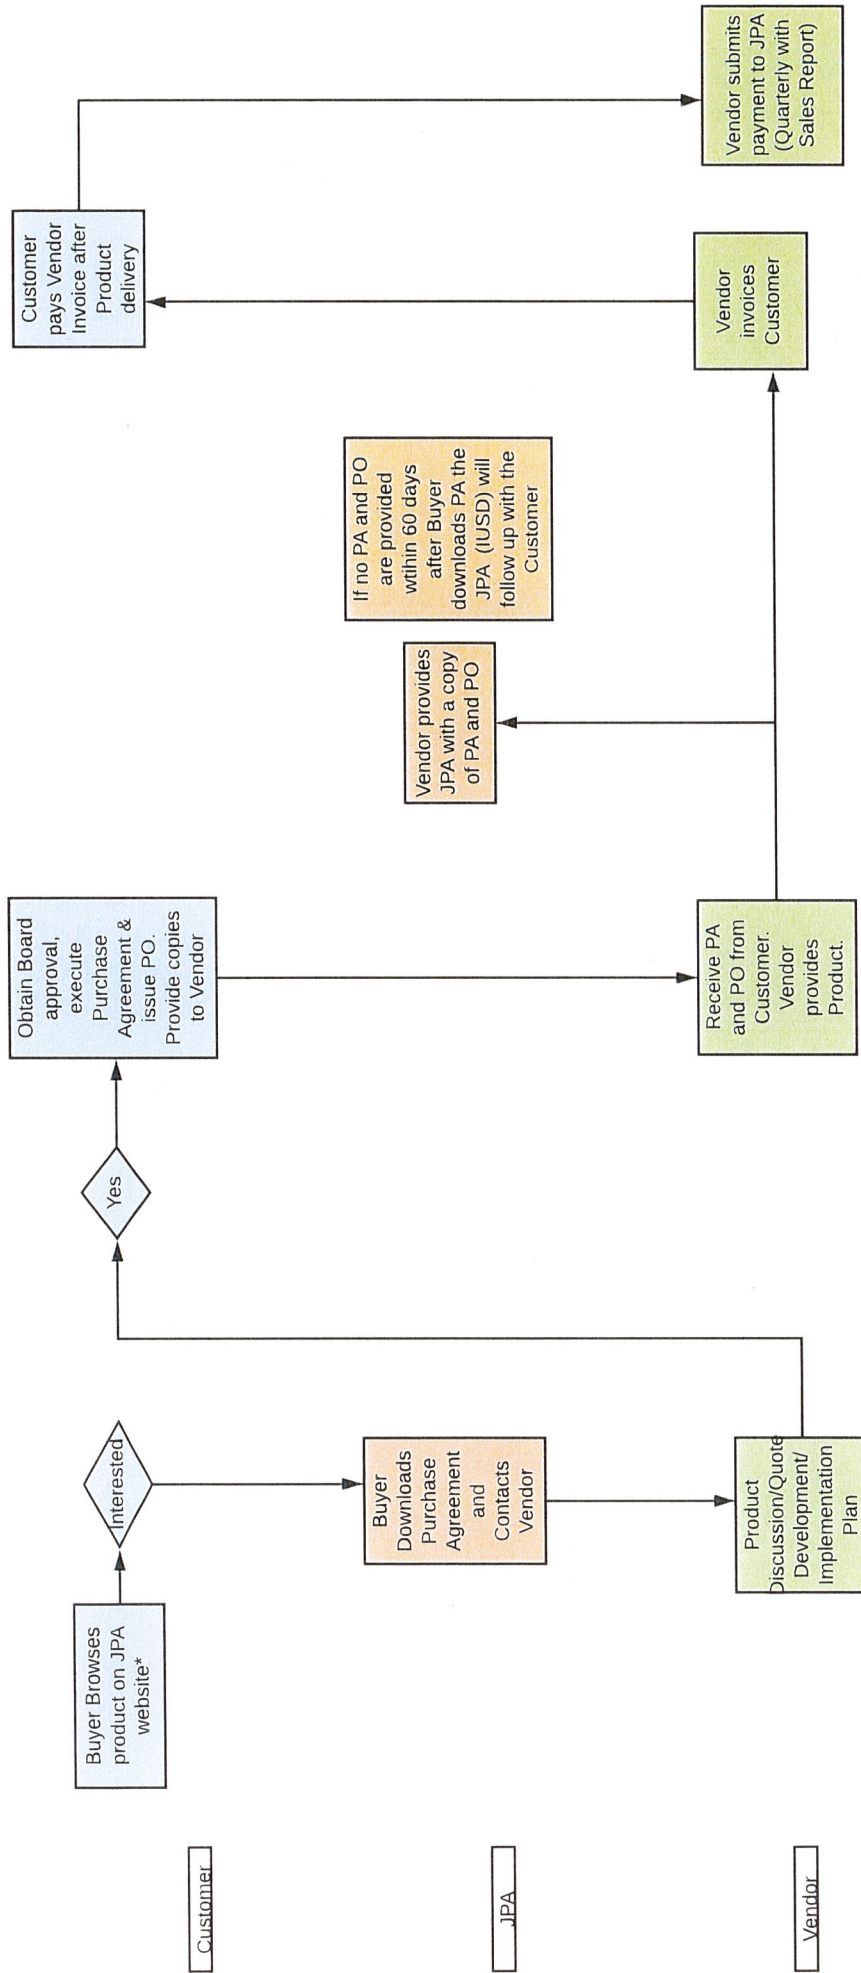 Customer
JPA
Vendor
Buyer Browses
product on JPA
website*
Interested
Buyer
Downloads
Purchase
Agreement
and
Contacts
Vendor
Product
Discussion/Quote
Development/
Implementation
Plan
Yes
Obtain Board
approval,
execute
Purchase
Agreement &
issue PO.
Provide copies
to Vendor
Receive PA
and PO from
Customer.
Vendor
provides
Product.
Vendor provides
JPA with a copy
of PA and PO
If no PA and PO
are provided
wtihin 60 days
after Buyer
downloads PA the
JPA (IUSD) will
follow up with the
Customer
Vendor
invoices
Customer
Customer
pays Vendor
Invoice after
Product
delivery
Vendor submits
payment to JPA
(Quarterly with
Sales Report)